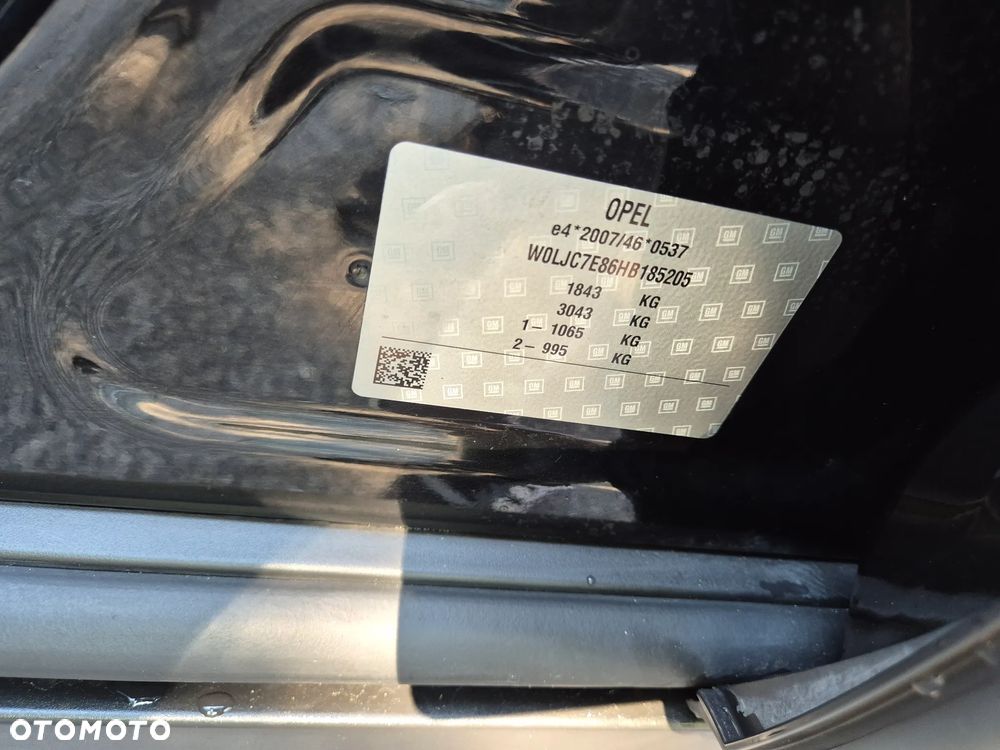 OPEL
e4*2007/46*0537
W0LJC7E86HB185205
1843 KG
3043 KG
1– 1065 KG
2– 995 KG
OTOMOTO